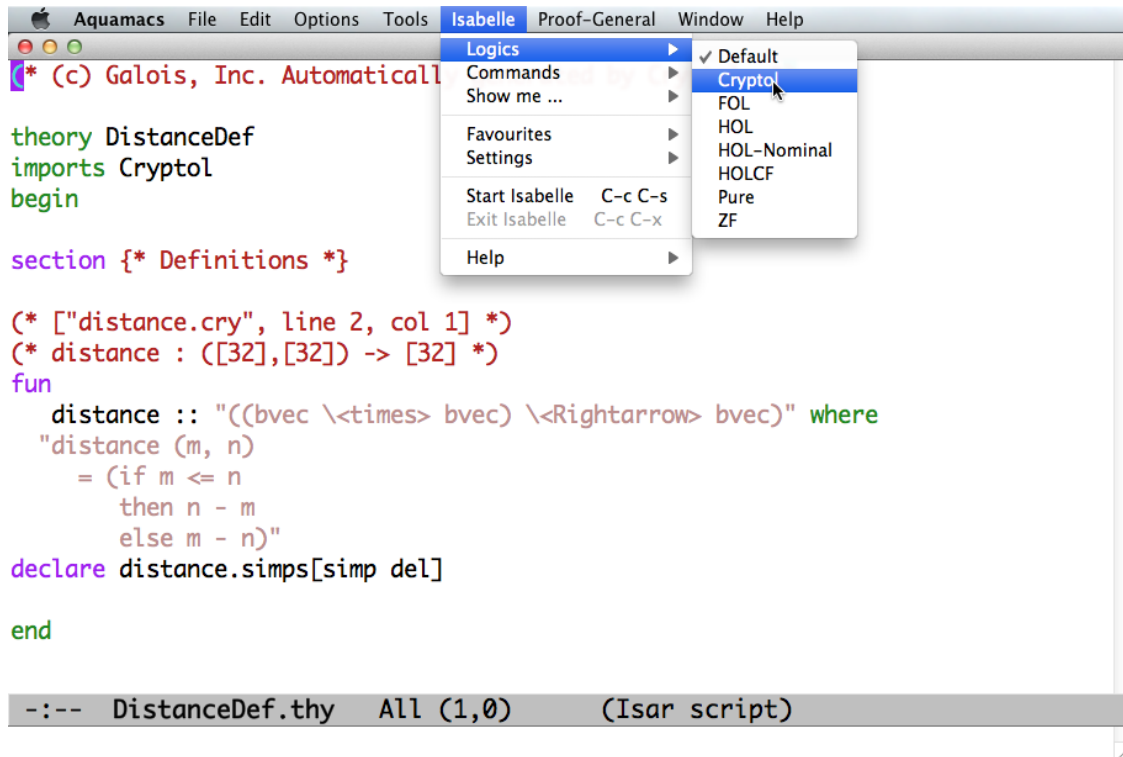 Aquamacs File Edit Options Tools Isabelle Proof-General Window Help
(* (c) Galois, Inc. Automatically
theory DistanceDef
imports Cryptol
begin
section {* Definitions *}
(* ["distance.cry", line 2, col 1] *)
(* distance : ([32],[32]) -> [32] *)
fun
distance :: "((bvec \<times> bvec) \<Rightarrow> bvec)" where
"distance (m, n)
= (if m <= n
then n - m
else m - n)"
declare distance.simps[simp del]
end
Logics
Commands
Show me ...
Favourites
Settings
Start Isabelle C-c C-s
Exit Isabelle C-c C-x
Help
✓ Default
Cryptol
FOL
HOL
HOL-Nominal
HOLCF
Pure
ZF
-:-- DistanceDef.thy All (1,0) (Isar script)